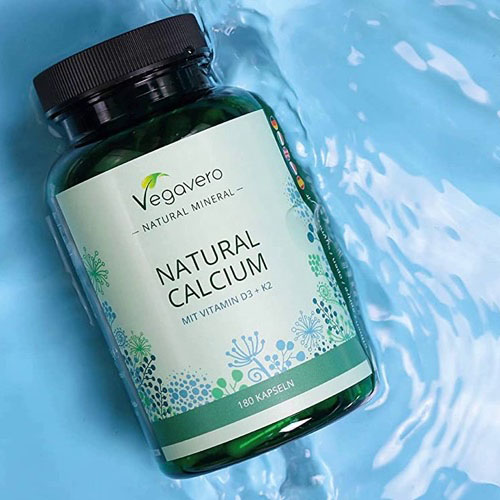 Vegavero
– NATURAL MINERAL –
NATURAL
CALCIUM
MIT VITAMIN D3 + K2
180 KAPSELN